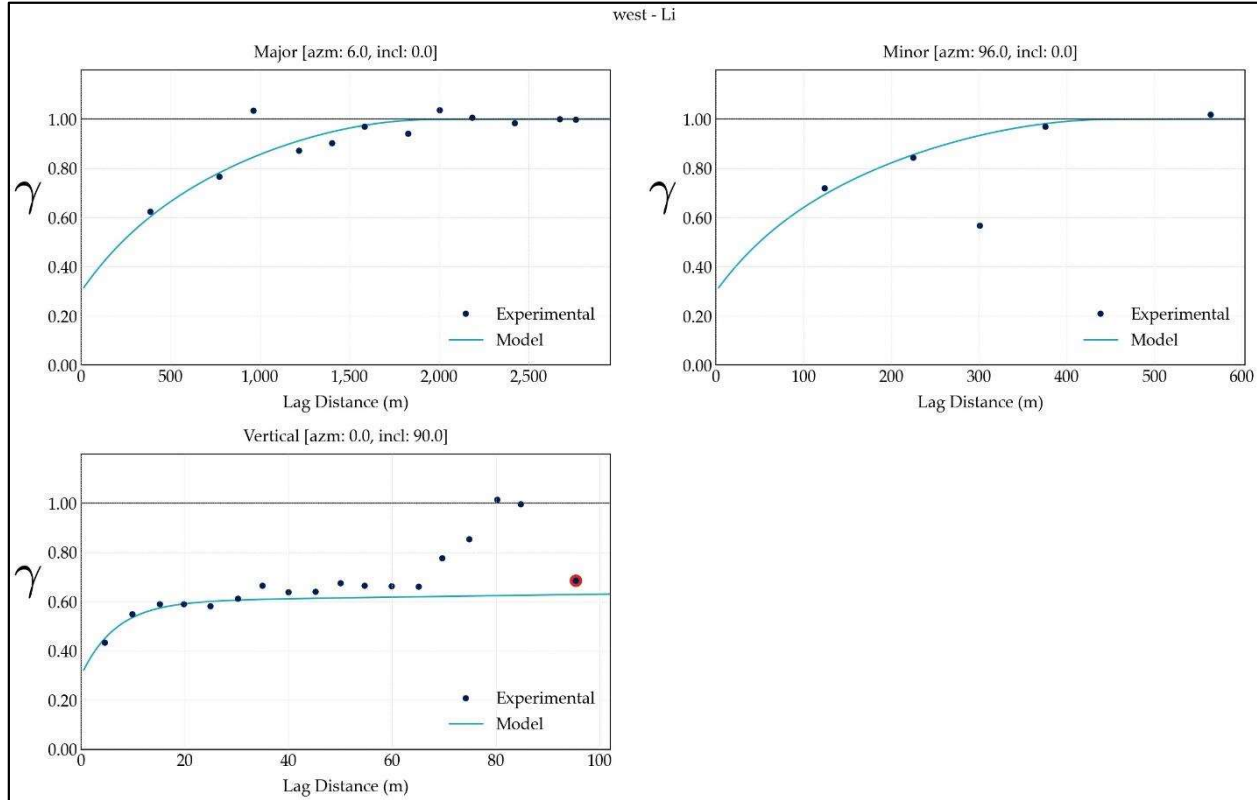 west - Li
Major [azm: 6.0, incl: 0.0]
1.00
0.80
0.60
0.40
0.20
0.00
γ
0 500 1,000 1,500 2,000 2,500
Lag Distance (m)
Experimental
Model
Minor [azm: 96.0, incl: 0.0]
1.00
0.80
0.60
0.40
0.20
0.00
γ
0 100 200 300 400 500 600
Lag Distance (m)
Experimental
Model
Vertical [azm: 0.0, incl: 90.0]
1.00
0.80
0.60
0.40
0.20
0.00
γ
0 20 40 60 80 100
Lag Distance (m)
Experimental
Model